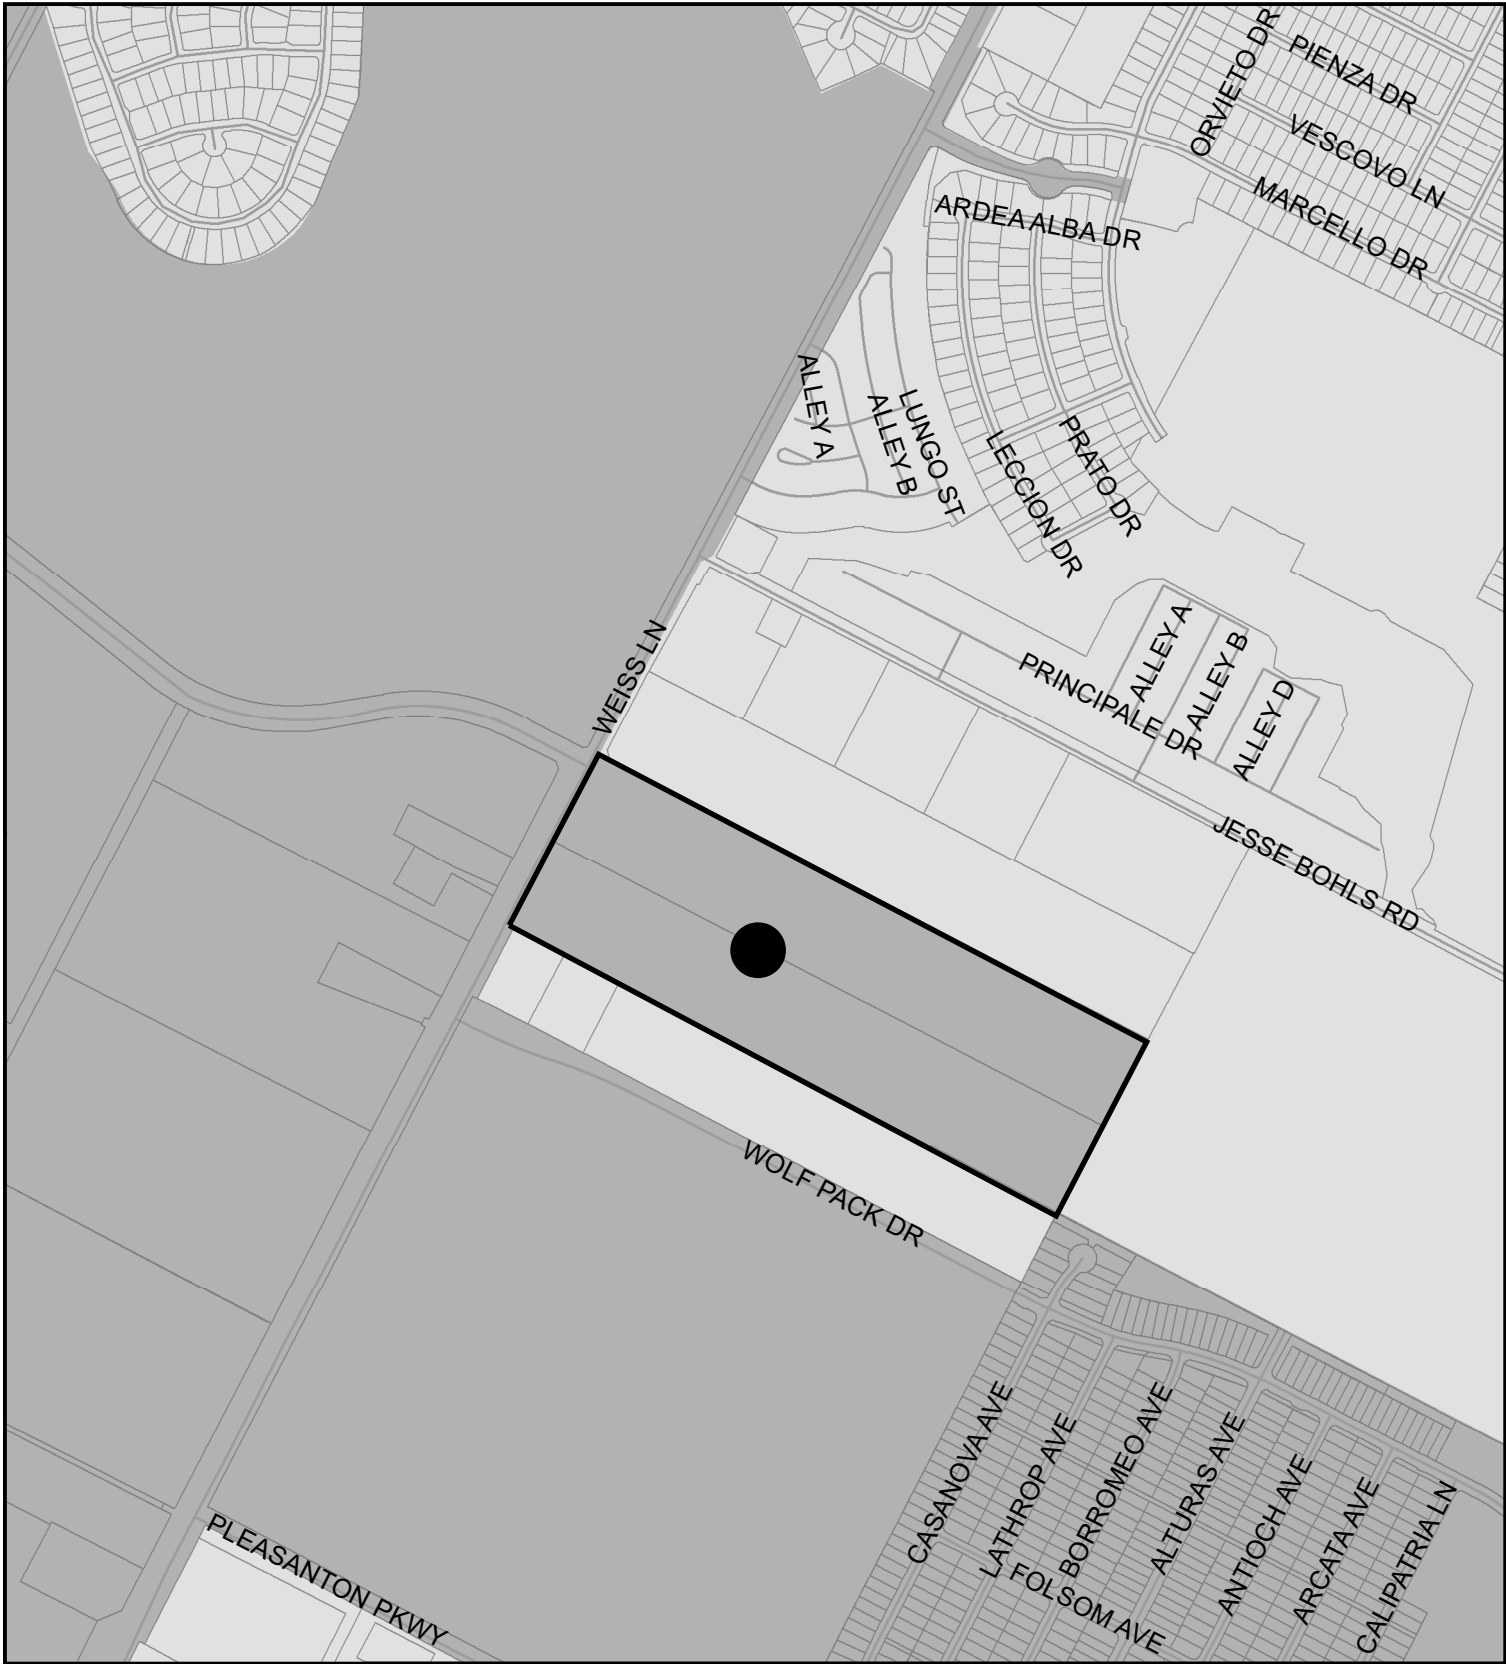 ORVIETO DR
PIENZA DR
VESCOVO LN
MARCELLO DR
ARDEA ALBA DR
ALLEY A
ALLEY B
LUNGO ST
LECCION DR
PRATO DR
WEISS LN
ALLEY A
ALLEY B
ALLEY D
PRINCIPALE DR
JESSE BOHLS RD
WOLF PACK DR
CASANOVA AVE
LATHROP AVE
BORROMEO AVE
ALTURAS AVE
ANTIOCH AVE
ARCATA AVE
CALIPATRIA LN
FOLSOM AVE
PLEASANTON PKWY